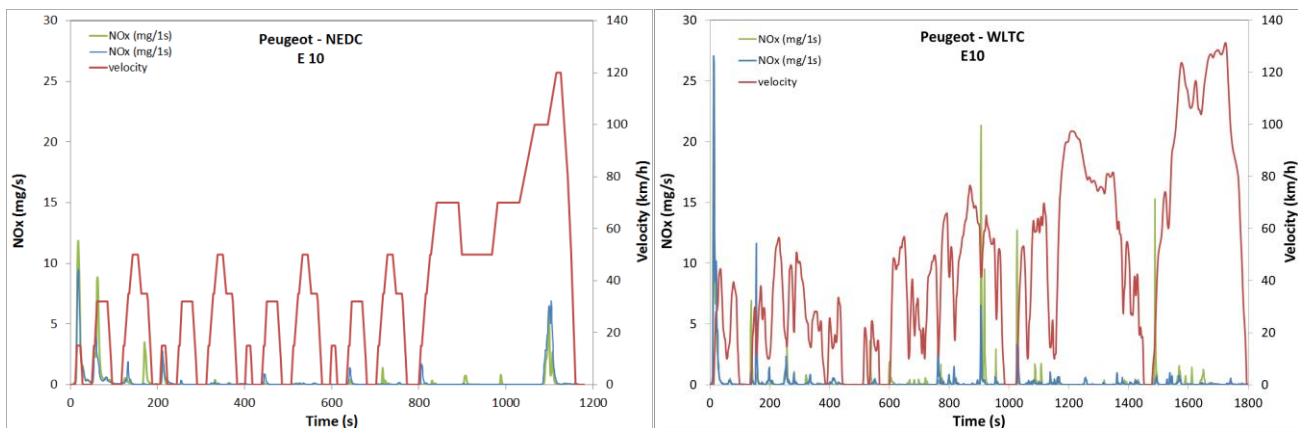 Peugeot - NEDC
E 10
NOx (mg/1s)
NOx (mg/1s)
velocity
NOx (mg/s)
30
25
20
15
10
5
0
140
120
100
80
60
40
20
0
Velocity (km/h)
0 200 400 600 800 1000 1200
Time (s)
Peugeot - WLTC
E10
NOx (mg/1s)
NOx (mg/1s)
velocity
NOx (mg/s)
30
25
20
15
10
5
0
140
120
100
80
60
40
20
0
Velocity (km/h)
0 200 400 600 800 1000 1200 1400 1600 1800
Time (s)